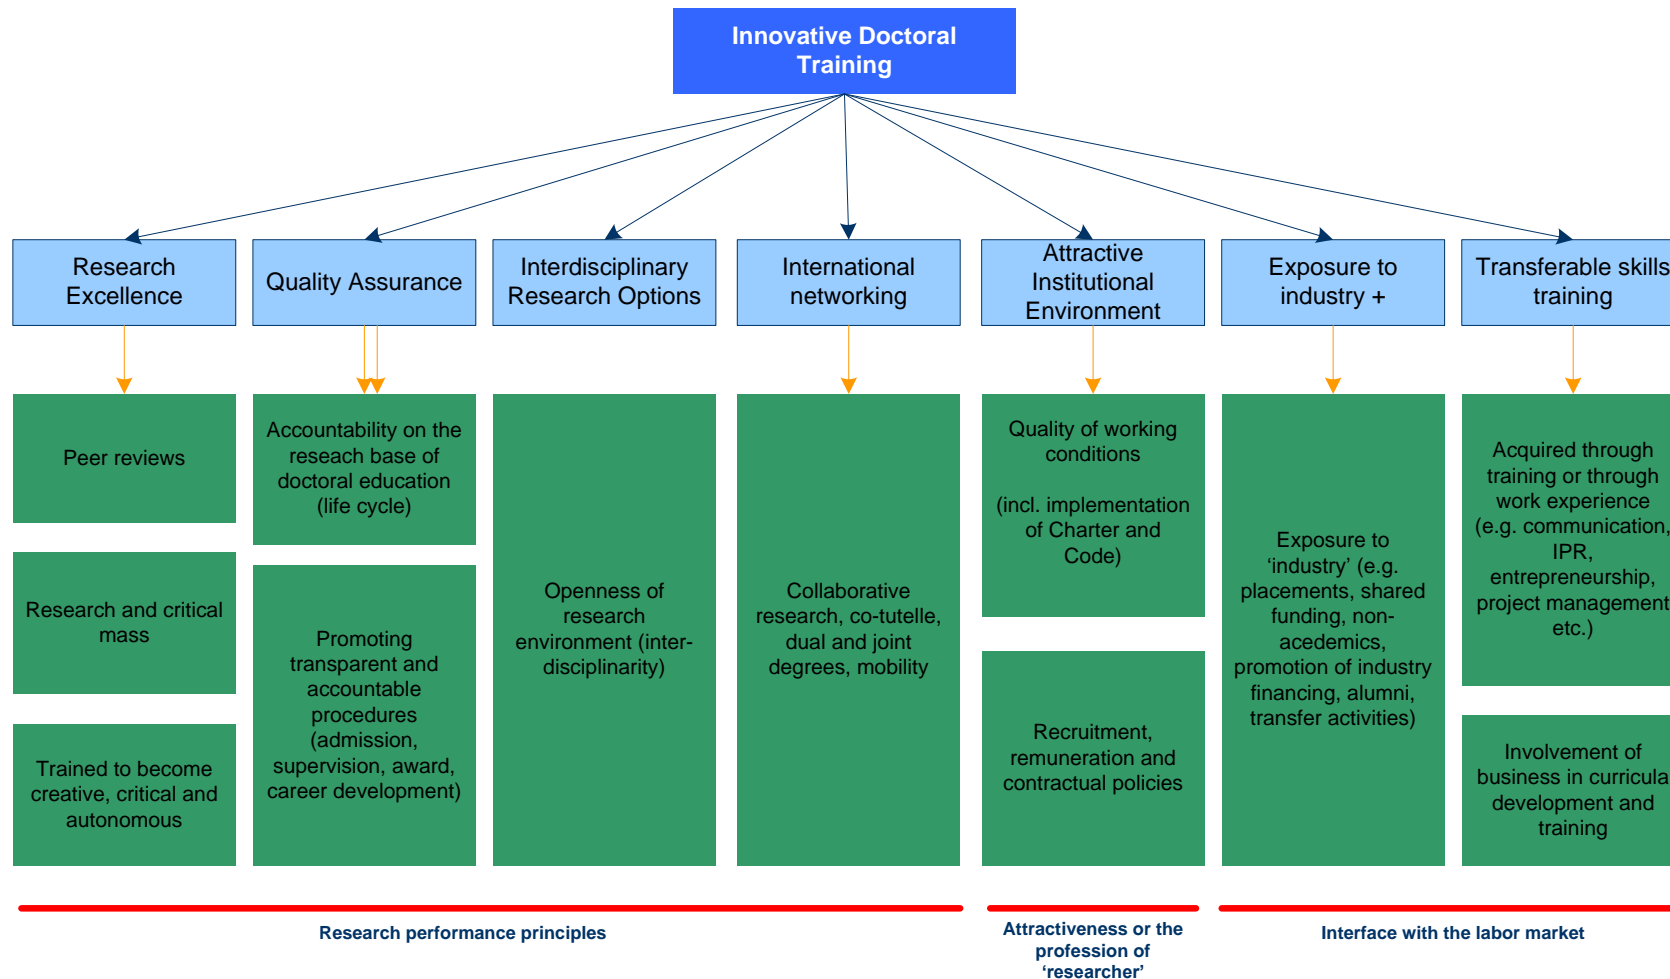 Innovative Doctoral
Training
Research
Excellence
Quality Assurance
Interdisciplinary
Research Options
International
networking
Attractive
Institutional
Environment
Exposure to
industry +
Transferable skills
training
Peer reviews
Research and critical
mass
Trained to become
creative, critical and
autonomous
Accountability on the
reseach base of
doctoral education
(life cycle)
Promoting
transparent and
accountable
procedures
(admission,
supervision, award,
career development)
Openness of
research
environment (inter-
disciplinarity)
Collaborative
research, co-tutelle,
dual and joint
degrees, mobility
Quality of working
conditions
(incl. implementation
of Charter and
Code)
Recruitment,
remuneration and
contractual policies
Exposure to
‘industry’ (e.g.
placements, shared
funding, non-
acedemics,
promotion of industry
financing, alumni,
transfer activities)
Acquired through
training or through
work experience
(e.g. communication,
IPR,
entrepreneurship,
project management,
etc.)
Involvement of
business in curricula
development and
training
Research performance principles
Attractiveness or the
profession of
‘researcher’
Interface with the labor market